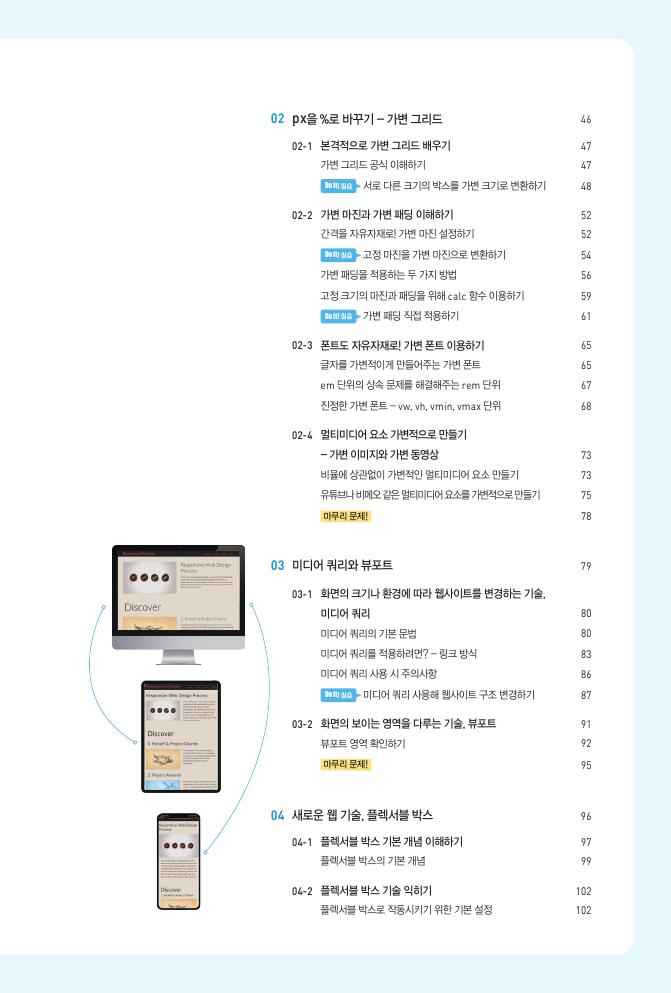 02 px을 %로 바꾸기 – 가변 그리드 46
02-1 본격적으로 가변 그리드 배우기 47
가변 그리드 공식 이해하기 47
Do it! 실습 서로 다른 크기의 박스를 가변 크기로 변환하기 48
02-2 가변 마진과 가변 패딩 이해하기 52
간격을 자유자재로! 가변 마진 설정하기 52
Do it! 실습 고정 마진을 가변 마진으로 변환하기 54
가변 패딩을 적용하는 두 가지 방법 56
고정 크기의 마진과 패딩을 위해 calc 함수 이용하기 59
Do it! 실습 가변 패딩 직접 적용하기 61
02-3 폰트도 자유자재로! 가변 폰트 이용하기 65
글자를 가변적이게 만들어주는 가변 폰트 65
em 단위의 상속 문제를 해결해주는 rem 단위 67
진정한 가변 폰트 – vw, vh, vmin, vmax 단위 68
02-4 멀티미디어 요소 가변적으로 만들기
– 가변 이미지와 가변 동영상 73
비율에 상관없이 가변적인 멀티미디어 요소 만들기 73
유튜브나 비메오 같은 멀티미디어 요소를 가변적으로 만들기 75
마무리 문제! 78
03 미디어 쿼리와 뷰포트 79
03-1 화면의 크기나 환경에 따라 웹사이트를 변경하는 기술,
미디어 쿼리 80
미디어 쿼리의 기본 문법 80
미디어 쿼리를 적용하려면? – 링크 방식 83
미디어 쿼리 사용 시 주의사항 86
Do it! 실습 미디어 쿼리 사용해 웹사이트 구조 변경하기 87
03-2 화면의 보이는 영역을 다루는 기술, 뷰포트 91
뷰포트 영역 확인하기 92
마무리 문제! 95
04 새로운 웹 기술, 플렉서블 박스 96
04-1 플렉서블 박스 기본 개념 이해하기 97
플렉서블 박스의 기본 개념 99
04-2 플렉서블 박스 기술 익히기 102
플렉서블 박스로 작동시키기 위한 기본 설정 102
Responsive Web Design
Process
Discover
1. Kickoff & Project Charter
Responsive Web Design Process
Discover
1. Kickoff & Project Charter
2. Project Analysis
Responsive Web Design
Process
Discover
1. Kickoff & Project Charter